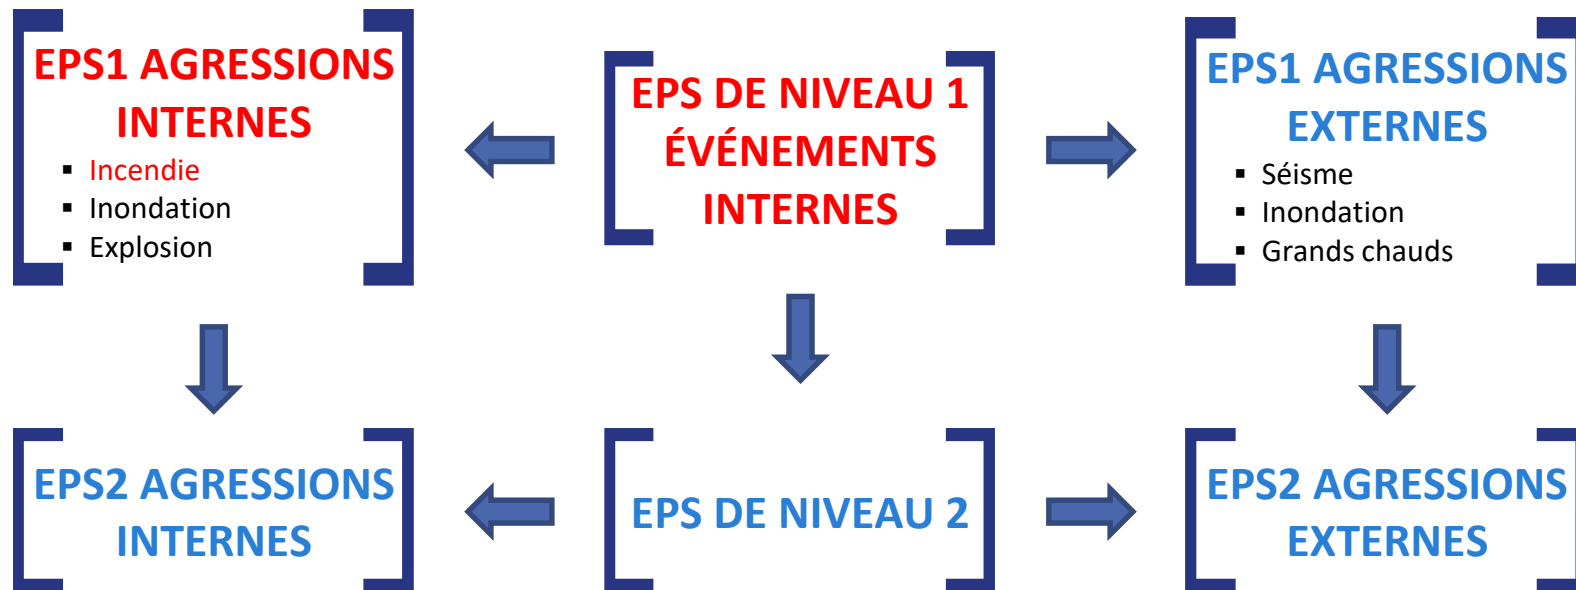 EPS1 AGRESSIONS
INTERNES
▪ Incendie
▪ Inondation
▪ Explosion
EPS DE NIVEAU 1
ÉVÉNEMENTS
INTERNES
EPS1 AGRESSIONS
EXTERNES
▪ Séisme
▪ Inondation
▪ Grands chauds
EPS2 AGRESSIONS
INTERNES
EPS DE NIVEAU 2
EPS2 AGRESSIONS
EXTERNES